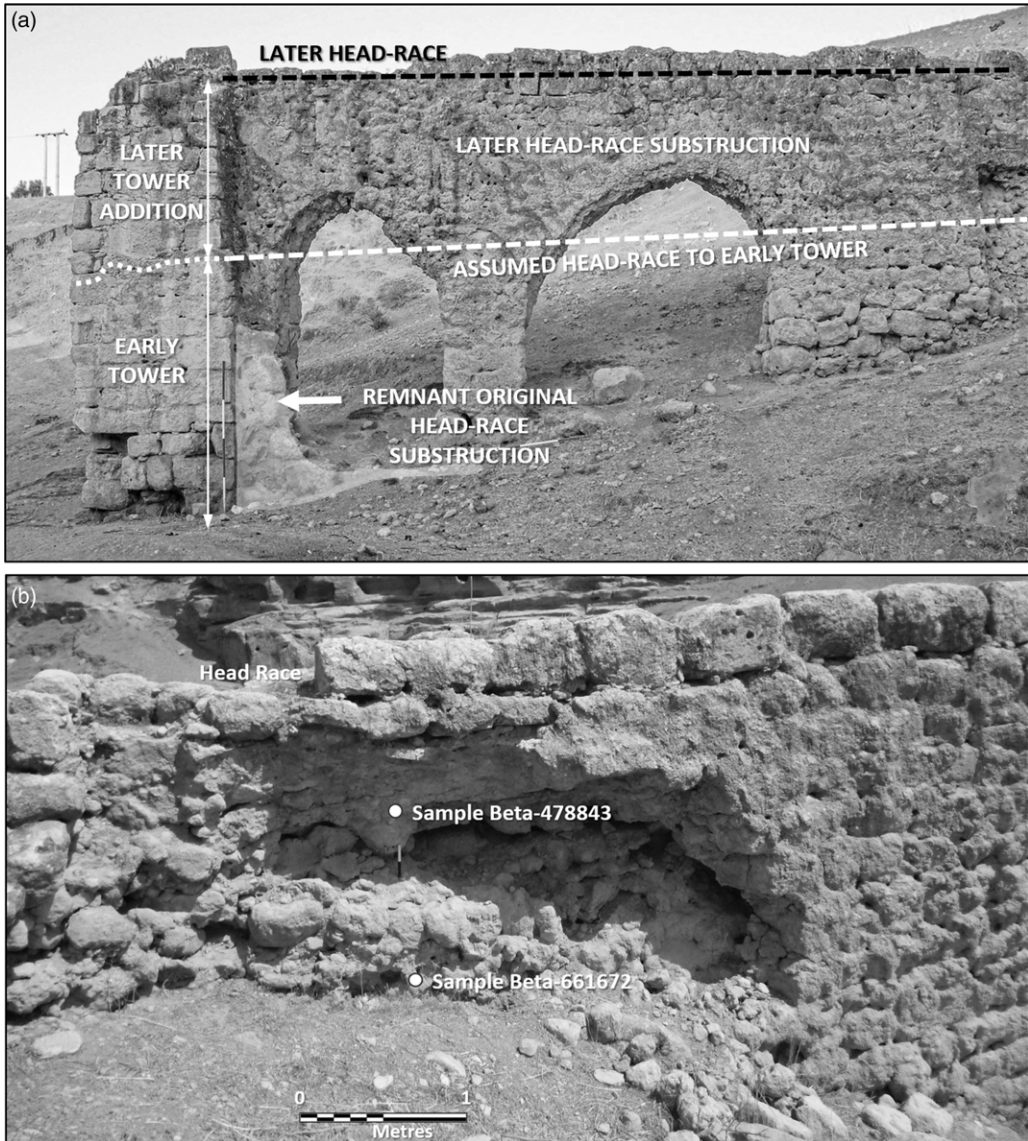 (a)
LATER HEAD-RACE
LATER
TOWER
ADDITION
LATER HEAD-RACE SUBSTRUCTION
ASSUMED HEAD-RACE TO EARLY TOWER
EARLY
TOWER
REMNANT ORIGINAL
HEAD-RACE
SUBSTRUCTION
(b)
Head Race
Sample Beta-478843
Sample Beta-661672
0 1
Metres